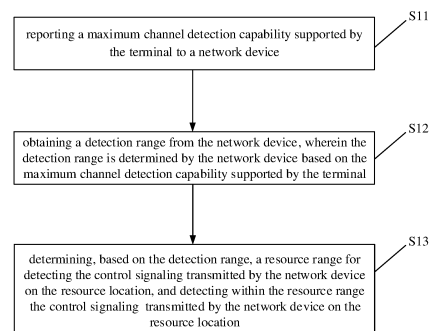 S11
reporting a maximum channel detection capability supported by
the terminal to a network device
S12
obtaining a detection range from the network device, wherein the
detection range is determined by the network device based on the
maximum channel detection capability supported by the terminal
S13
determining, based on the detection range, a resource range for
detecting the control signaling transmitted by the network device
on the resource location, and detecting within the resource range
the control signaling transmitted by the network device on the
resource location